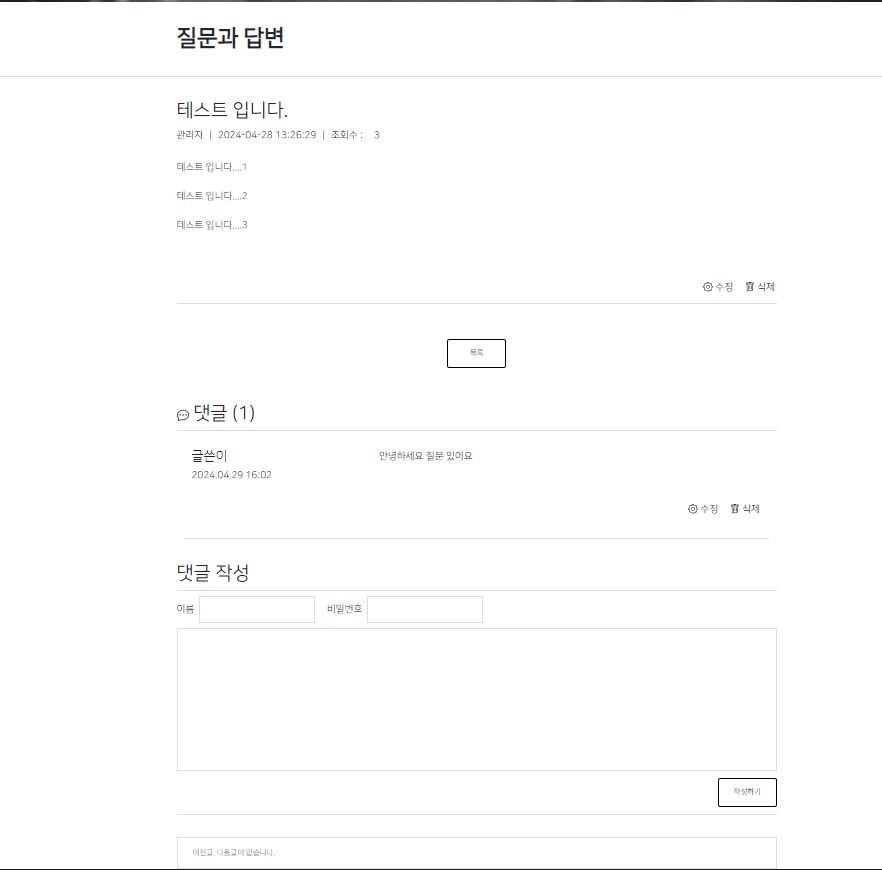 질문과 답변
테스트 입니다.
관리자 | 2024-04-28 13:26:29 | 조회수 : 3
테스트 입니다....1
테스트 입니다....2
테스트 입니다....3
수정 삭제
목록
댓글 (1)
글쓴이 안녕하세요 질문 있어요
2024.04.29 16:02
수정 삭제
댓글 작성
이름 비밀번호
작성하기
이전글, 다음글이 없습니다.